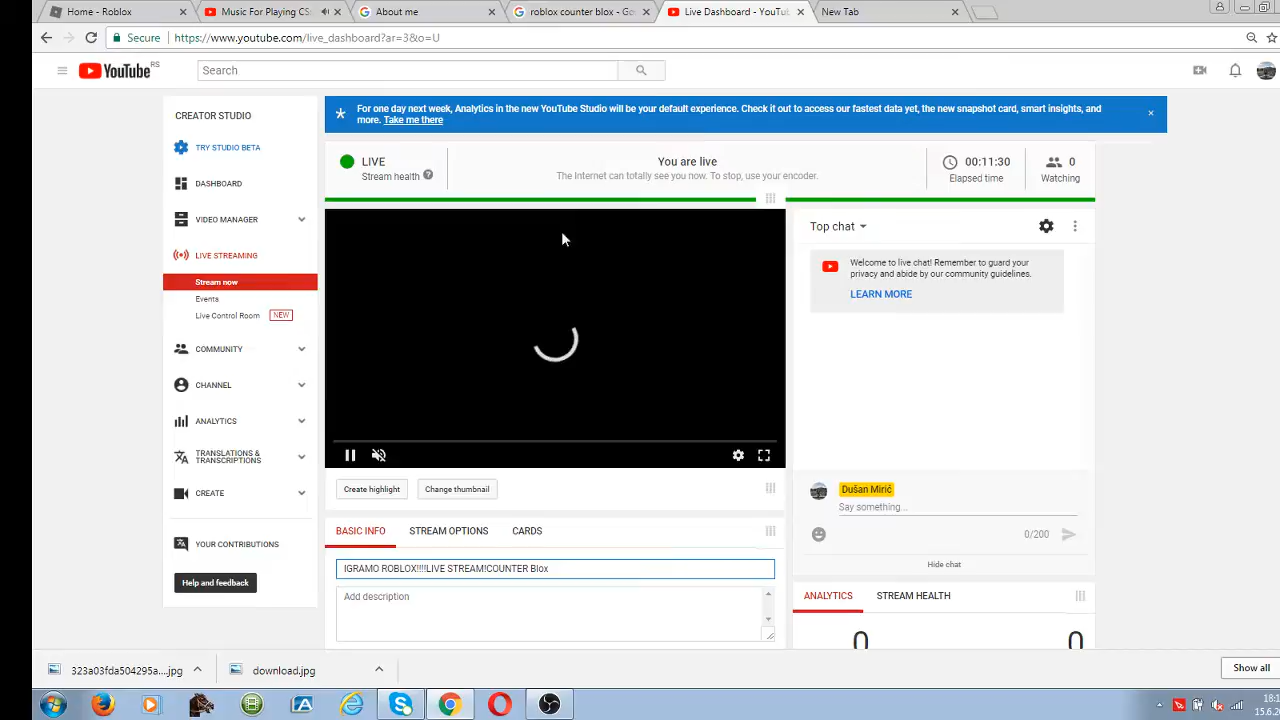 Home - Roblox
Music For Playing CS:
About me
roblox counter blox - Go
Live Dashboard - YouTu
New Tab
Secure
https://www.youtube.com/live_dashboard?ar=3&o=U
YouTube RS
Search
CREATOR STUDIO
TRY STUDIO BETA
DASHBOARD
VIDEO MANAGER
LIVE STREAMING
Stream now
Events
Live Control Room NEW
COMMUNITY
CHANNEL
ANALYTICS
TRANSLATIONS &
TRANSCRIPTIONS
CREATE
YOUR CONTRIBUTIONS
Help and feedback
For one day next week, Analytics in the new YouTube Studio will be your default experience. Check it out to access our fastest data yet, the new snapshot card, smart insights, and
more. Take me there
LIVE
Stream health
You are live
The Internet can totally see you now. To stop, use your encoder.
00:11:30
Elapsed time
0
Watching
Create highlight
Change thumbnail
BASIC INFO
STREAM OPTIONS
CARDS
IGRAMO ROBLOX!!!!LIVE STREAM!COUNTER Blox
Add description
Top chat
Welcome to live chat! Remember to guard your
privacy and abide by our community guidelines.
LEARN MORE
Dušan Mirić
Say something...
0/200
Hide chat
ANALYTICS
STREAM HEALTH
0
0
323a03fda504295a....jpg
download.jpg
Show all